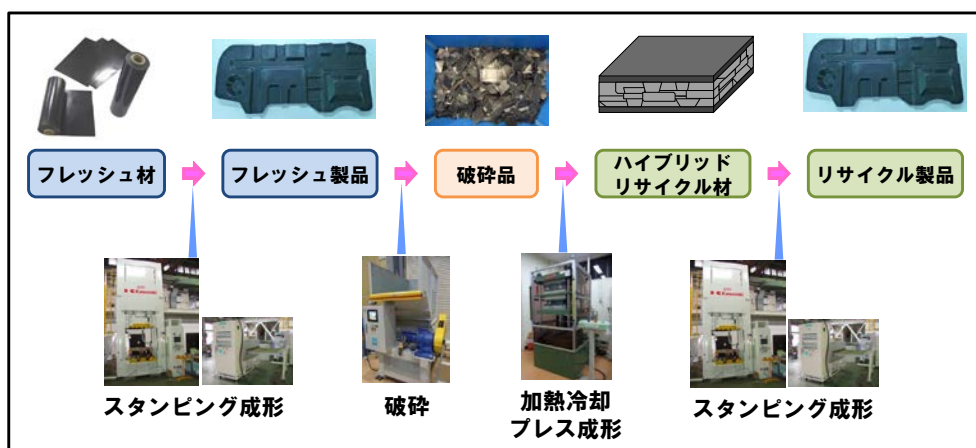 フレッシュ材
フレッシュ製品
破砕品
ハイブリッド
リサイクル材
リサイクル製品
Kawasaki
Kawasaki
スタンピング成形
破砕
加熱冷却
プレス成形
スタンピング成形